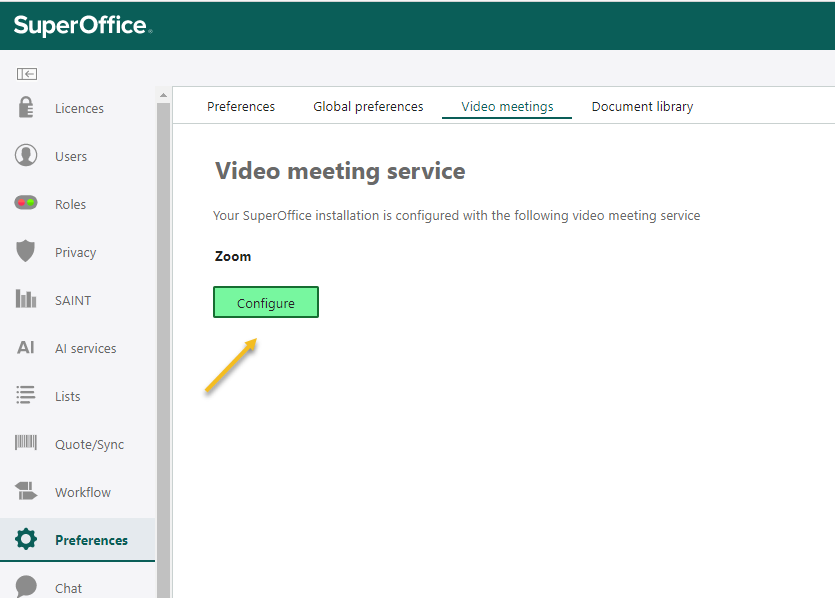 SuperOffice
Licences
Users
Roles
Privacy
SAINT
AI AI services
Lists
Quote/Sync
Workflow
Preferences
Chat
Preferences Global preferences Video meetings Document library
Video meeting service
Your SuperOffice installation is configured with the following video meeting service
Zoom
Configure